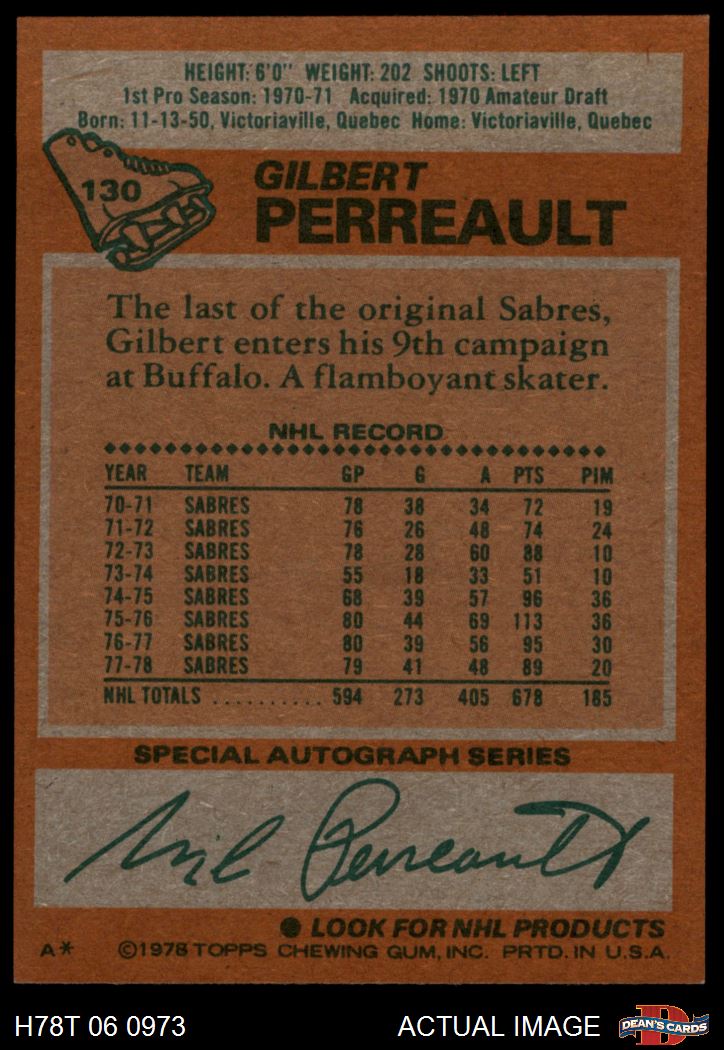 HEIGHT: 6'0" WEIGHT: 202 SHOOTS: LEFT
1st Pro Season: 1970-71 Acquired: 1970 Amateur Draft
Born: 11-13-50, Victoriaville, Quebec Home: Victoriaville, Quebec
130
GILBERT
PERREAULT
The last of the original Sabres,
Gilbert enters his 9th campaign
at Buffalo. A flamboyant skater.
NHL RECORD
YEAR TEAM GP G A PTS PIM
70-71 SABRES 78 38 34 72 19
71-72 SABRES 76 26 48 74 24
72-73 SABRES 78 28 60 88 10
73-74 SABRES 55 18 33 51 10
74-75 SABRES 68 39 57 96 36
75-76 SABRES 80 44 69 113 36
76-77 SABRES 80 39 56 95 30
77-78 SABRES 79 41 48 89 20
NHL TOTALS .......... 594 273 405 678 185
SPECIAL AUTOGRAPH SERIES
Gil Perreault
● LOOK FOR NHL PRODUCTS
A* ©1978 TOPPS CHEWING GUM, INC. PRTD. IN U.S.A.
H78T 06 0973 ACTUAL IMAGE D DEAN'S CARDS